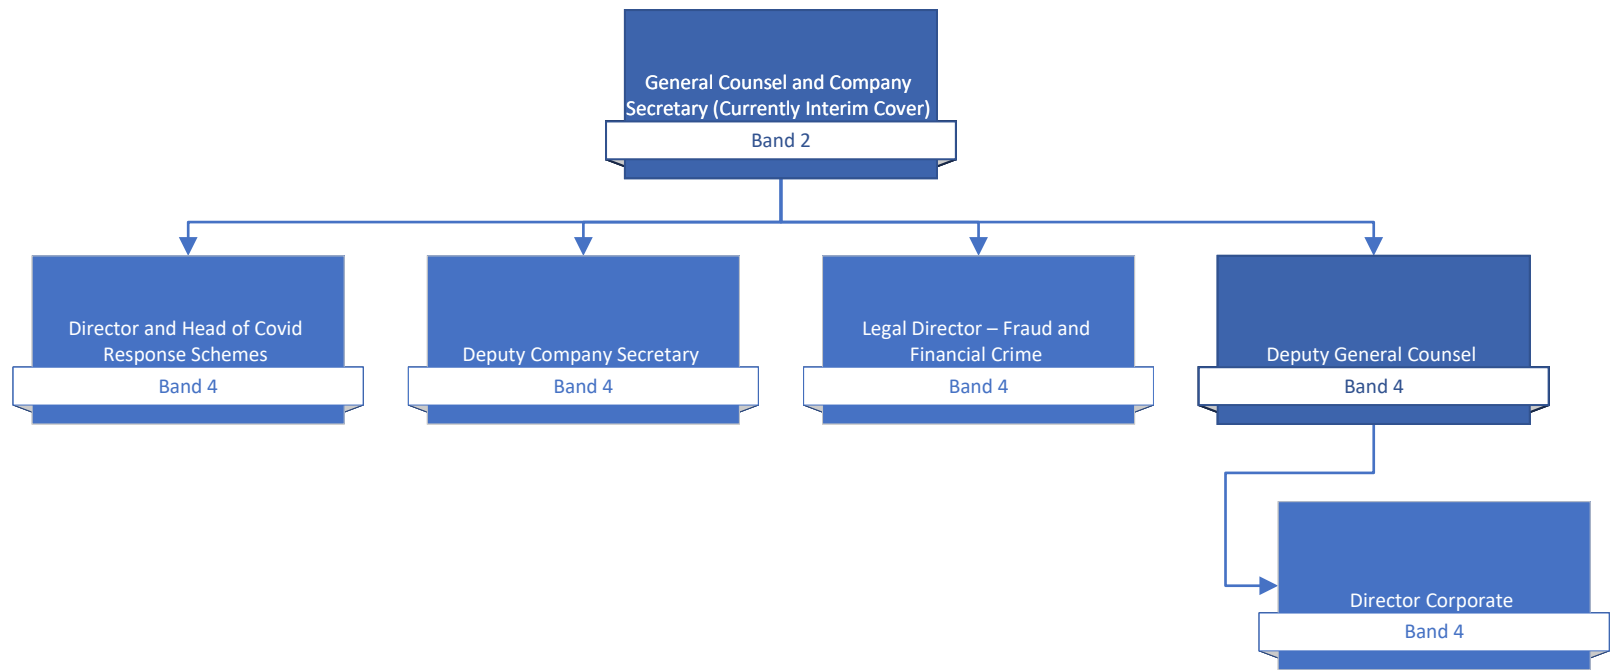 General Counsel and Company
Secretary (Currently Interim Cover)
Band 2
Director and Head of Covid
Response Schemes
Band 4
Deputy Company Secretary
Band 4
Legal Director – Fraud and
Financial Crime
Band 4
Deputy General Counsel
Band 4
Director Corporate
Band 4